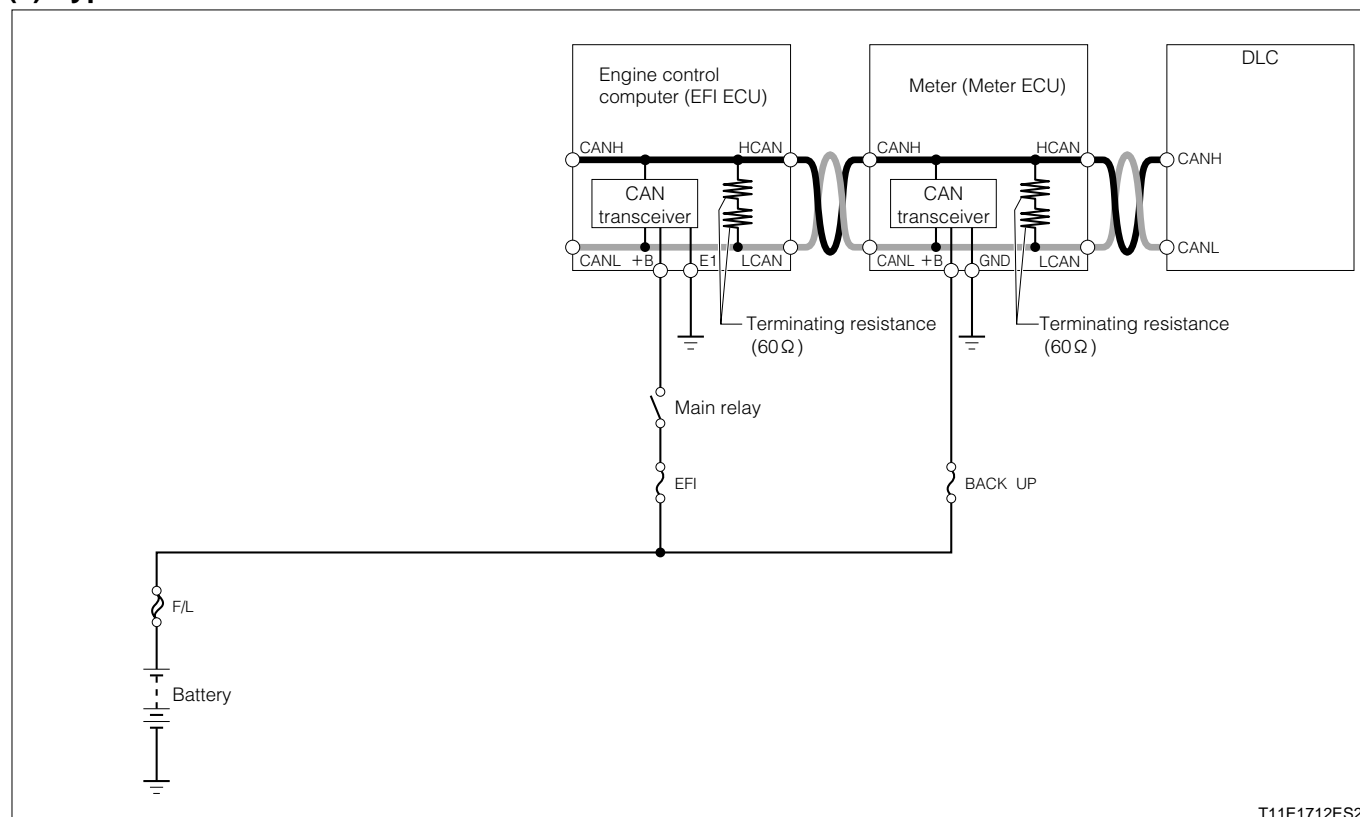 Engine control
computer (EFI ECU)
Meter (Meter ECU)
DLC
CANH
HCAN
CANH
HCAN
CANH
CAN
transceiver
CAN
transceiver
CANL
+B
E1
LCAN
CANL
+B
GND
LCAN
CANL
Terminating resistance
(60Ω)
Terminating resistance
(60Ω)
Main relay
EFI
BACK UP
F/L
Battery
T11E1712ES2